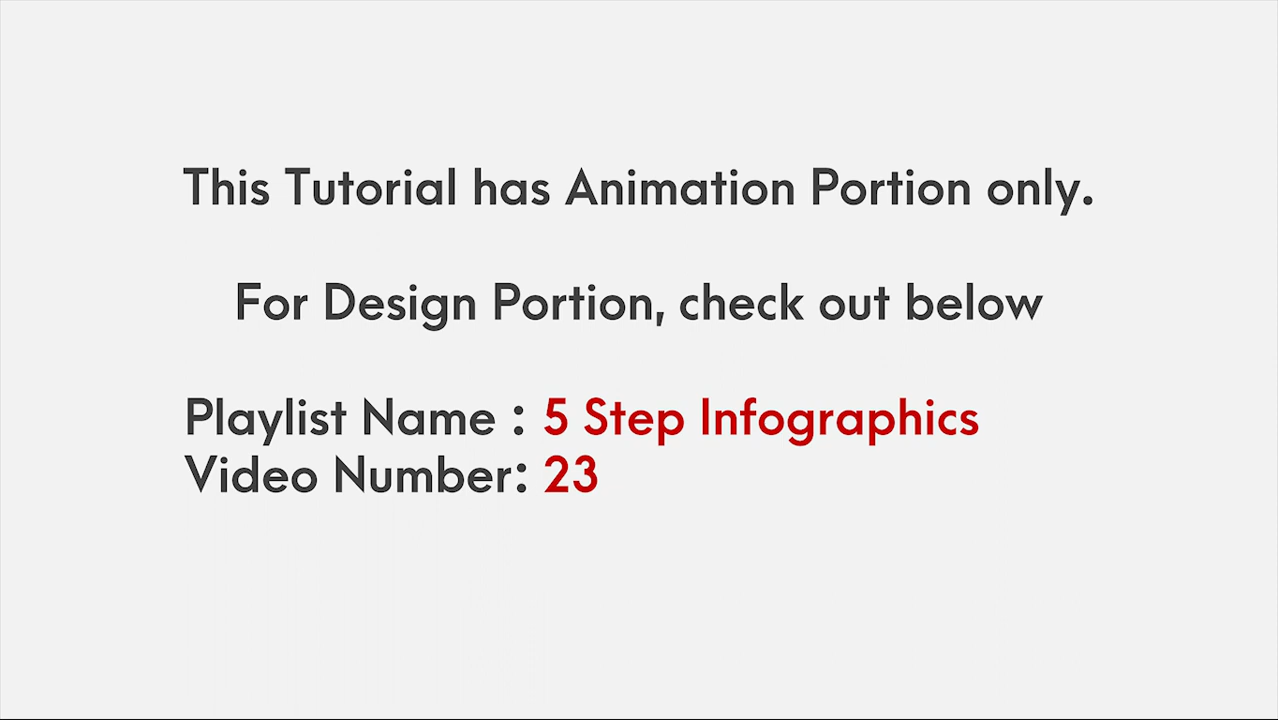 This Tutorial has Animation Portion only.
For Design Portion, check out below
Playlist Name : 5 Step Infographics
Video Number: 23